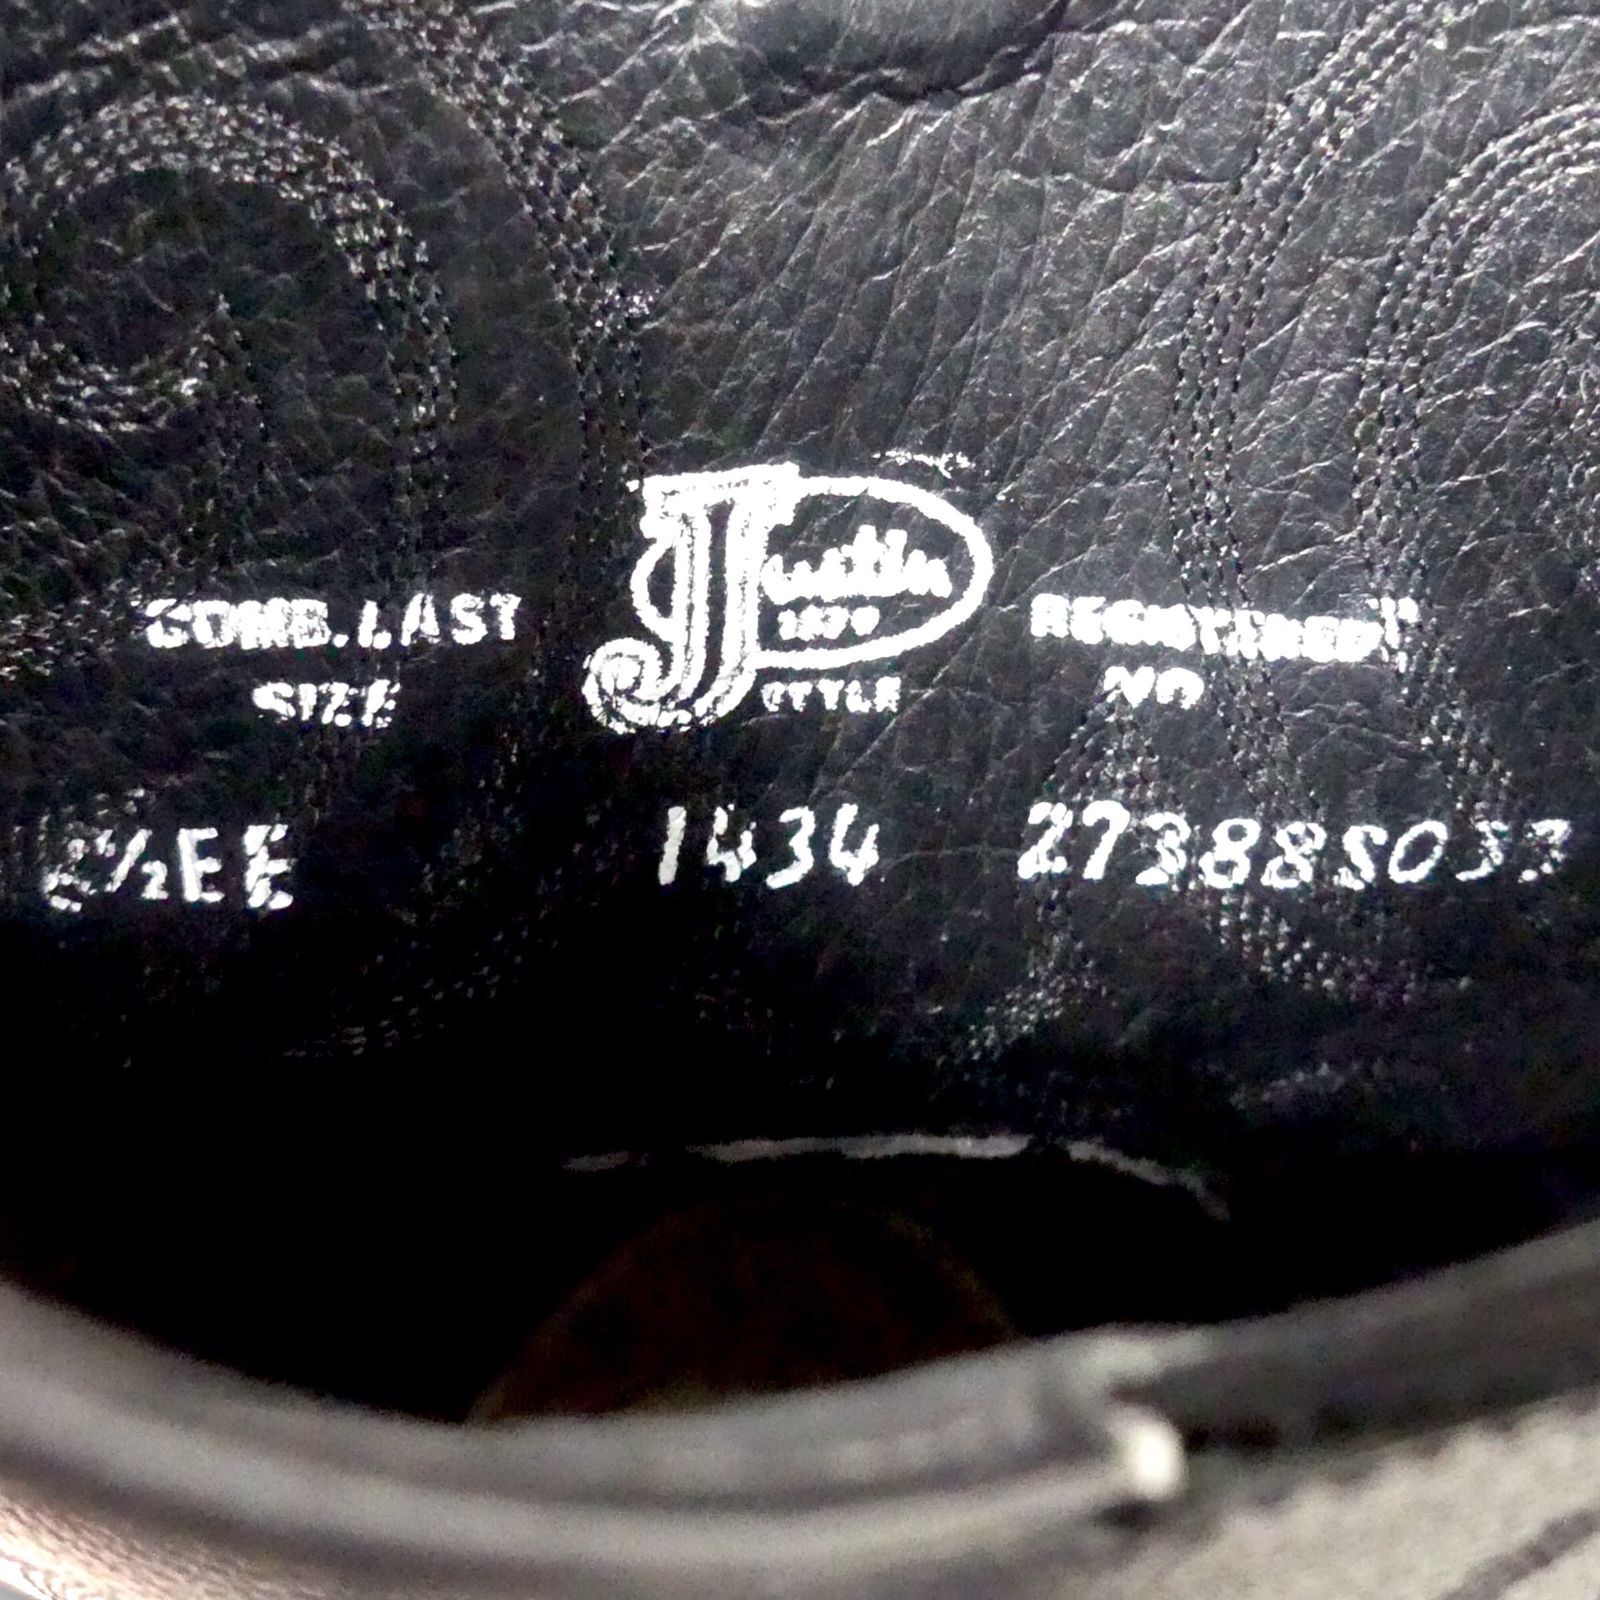 Justin
1879
COMB. LAST
STYLE
REGISTERED
SIZE
NO
½EE
1434
27388S033